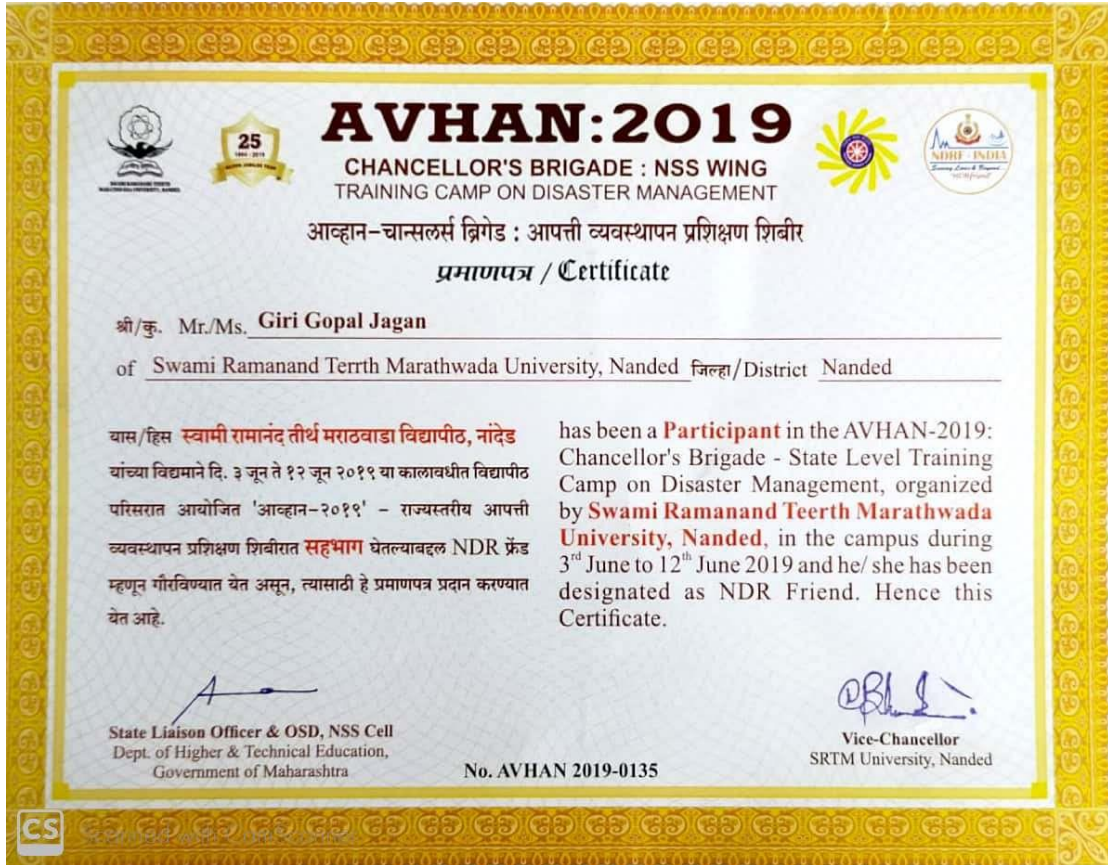 AVHAN:2019
CHANCELLOR'S BRIGADE : NSS WING
TRAINING CAMP ON DISASTER MANAGEMENT
25
1994 - 2019
NDRF - INDIA
आव्हान-चान्सलर्स ब्रिगेड : आपत्ती व्यवस्थापन प्रशिक्षण शिबीर
प्रमाणपत्र / Certificate
श्री/कु. Mr./Ms. Giri Gopal Jagan
of Swami Ramanand Terrth Marathwada University, Nanded जिल्हा/District Nanded
यास/हिस स्वामी रामानंद तीर्थ मराठवाडा विद्यापीठ, नांदेड
यांच्या विद्यमाने दि. ३ जून ते १२ जून २०१९ या कालावधीत विद्यापीठ
परिसरात आयोजित 'आव्हान-२०१९' - राज्यस्तरीय आपत्ती
व्यवस्थापन प्रशिक्षण शिबीरात सहभाग घेतल्याबद्दल NDR फ्रेंड
म्हणून गौरविण्यात येत असून, त्यासाठी हे प्रमाणपत्र प्रदान करण्यात
येत आहे.
has been a Participant in the AVHAN-2019:
Chancellor's Brigade - State Level Training
Camp on Disaster Management, organized
by Swami Ramanand Teerth Marathwada
University, Nanded, in the campus during
3rd June to 12th June 2019 and he/ she has been
designated as NDR Friend. Hence this
Certificate.
State Liaison Officer & OSD, NSS Cell
Dept. of Higher & Technical Education,
Government of Maharashtra
No. AVHAN 2019-0135
Vice-Chancellor
SRTM University, Nanded
CS Scanned with CamScanner